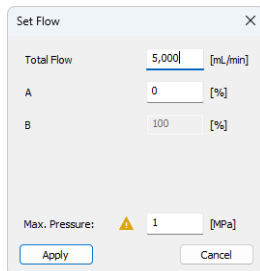 Set Flow
Total Flow 5,000 [mL/min]
A 0 [%]
B 100 [%]
Max. Pressure: 1 [MPa]
Apply Cancel